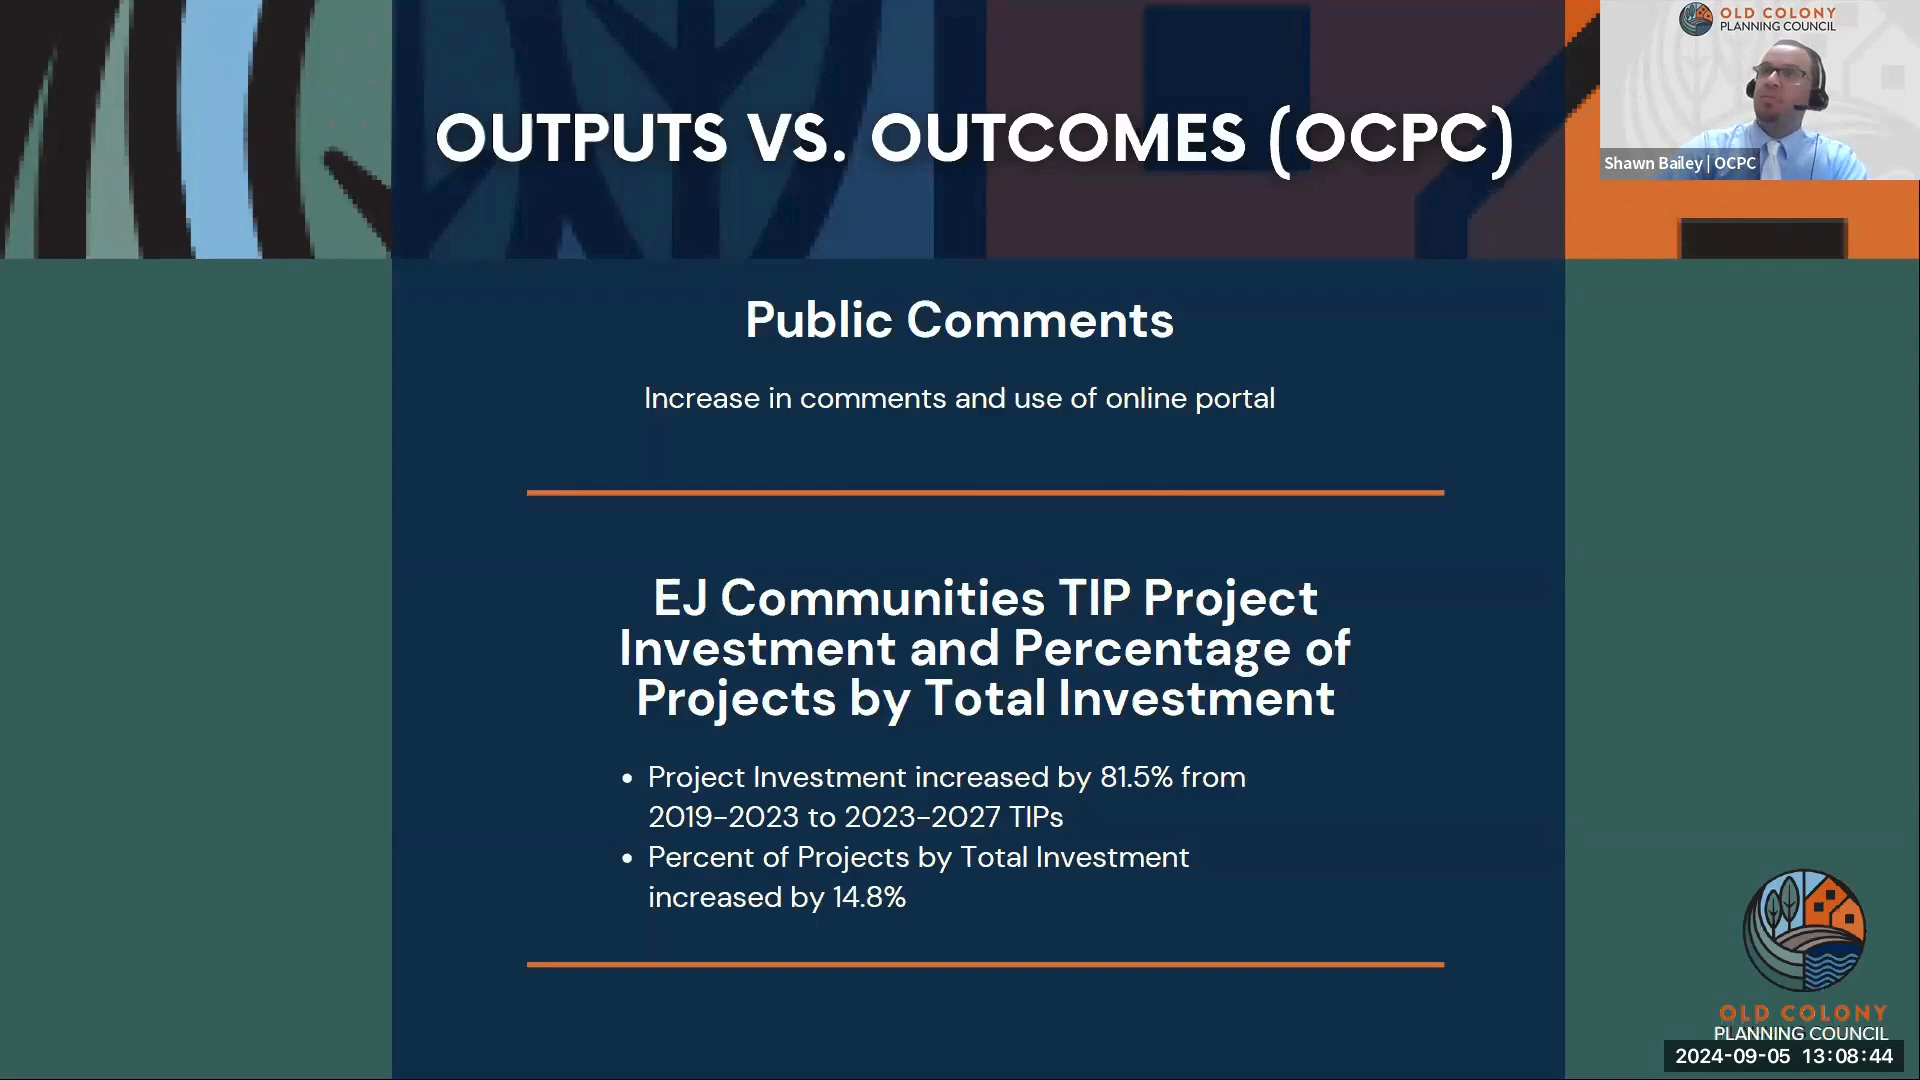 OLD COLONY
PLANNING COUNCIL
OUTPUTS VS. OUTCOMES (OCPC)
Shawn Bailey | OCPC
Public Comments
Increase in comments and use of online portal
EJ Communities TIP Project
Investment and Percentage of
Projects by Total Investment
• Project Investment increased by 81.5% from
2019-2023 to 2023-2027 TIPs
• Percent of Projects by Total Investment
increased by 14.8%
OLD COLONY
PLANNING COUNCIL
2024-09-05 13:08:44